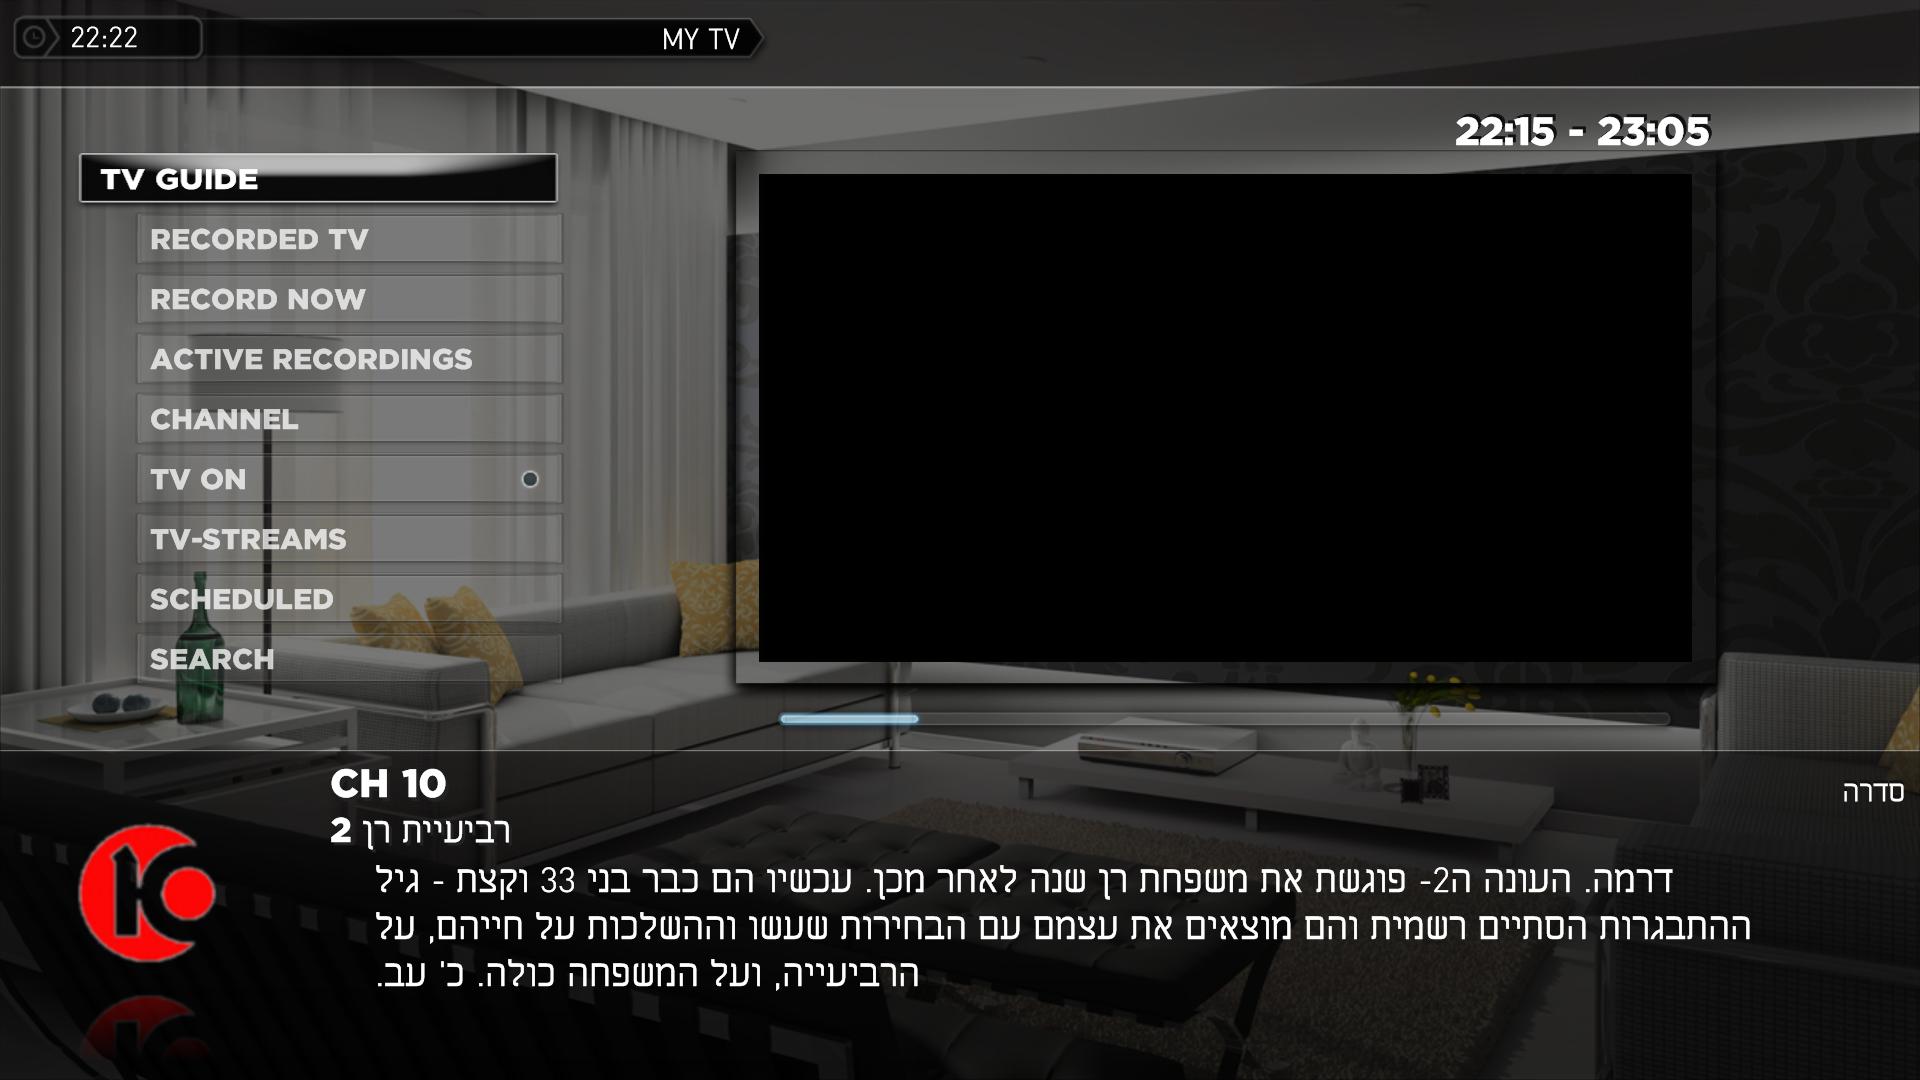 22:22
MY TV
22:15 - 23:05
TV GUIDE
RECORDED TV
RECORD NOW
ACTIVE RECORDINGS
CHANNEL
TV ON
TV-STREAMS
SCHEDULED
SEARCH
CH 10
סדרה
רביעיית רן 2
דרמה. העונה ה2- פוגשת את משפחת רן שנה לאחר מכן. עכשיו הם כבר בני 33 וקצת - גיל
ההתבגרות הסתיים רשמית והם מוצאים את עצמם עם הבחירות שעשו וההשלכות על חייהם, על
הרביעייה, ועל המשפחה כולה. כ' עב.